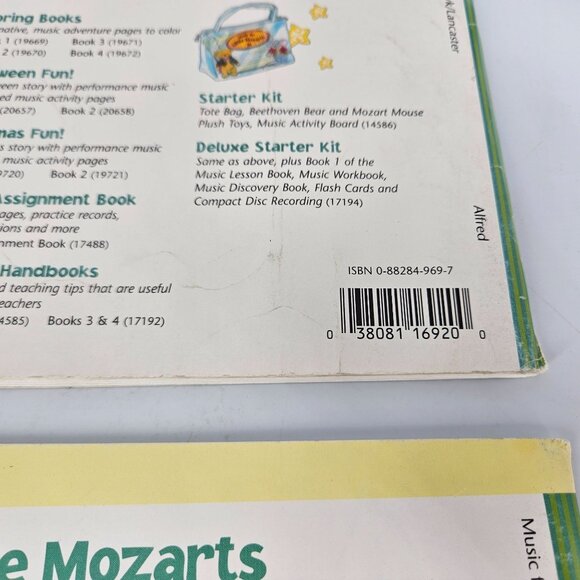 ring Books
native, music adventure pages to color
1 (19669) Book 3 (19671)
2 (19670) Book 4 (19672)
ween Fun!
een story with performance music
ed music activity pages
(20657) Book 2 (20658)
mas Fun!
s story with performance music
music activity pages
9720) Book 2 (19721)
Assignment Book
ages, practice records,
ions and more
nment Book (17488)
Handbooks
d teaching tips that are useful
eachers
4585) Books 3 & 4 (17192)
Starter Kit
Tote Bag, Beethoven Bear and Mozart Mouse
Plush Toys, Music Activity Board (14586)
Deluxe Starter Kit
Same as above, plus Book 1 of the
Music Lesson Book, Music Workbook,
Music Discovery Book, Flash Cards and
Compact Disc Recording (17194)
ISBN 0-88284-969-7
0 38081 16920 0
k/Lancaster
Alfred
e Mozarts
Music